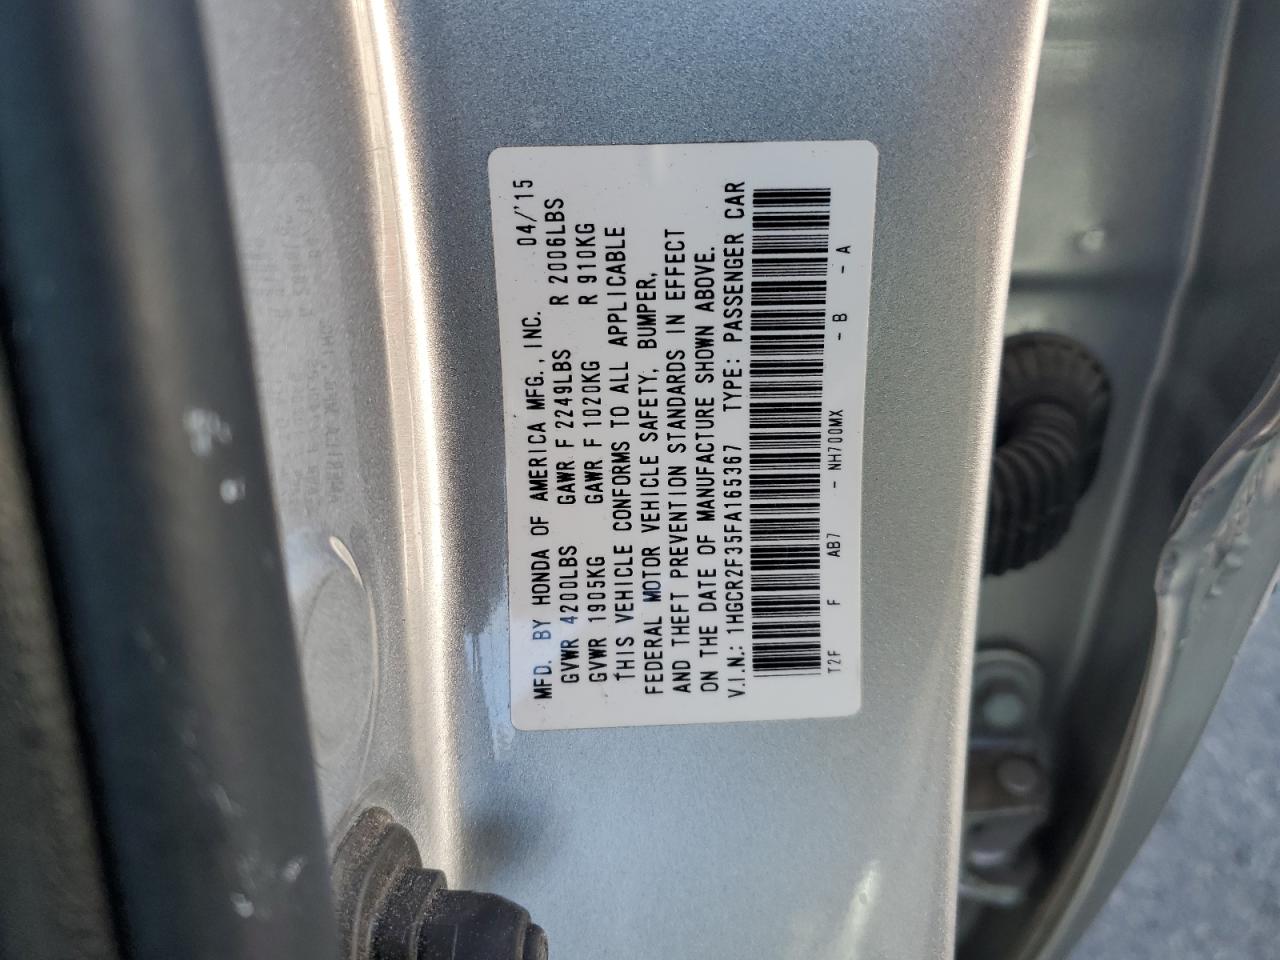 MFD. BY HONDA OF AMERICA MFG., INC. 04/'15
GVWR 4200LBS GAWR F 2249LBS R 2006LBS
GVWR 1905KG GAWR F 1020KG R 910KG
THIS VEHICLE CONFORMS TO ALL APPLICABLE
FEDERAL MOTOR VEHICLE SAFETY, BUMPER,
AND THEFT PREVENTION STANDARDS IN EFFECT
ON THE DATE OF MANUFACTURE SHOWN ABOVE.
V.I.N.: 1HGCR2F35FA165367 TYPE: PASSENGER CAR
T2F F AB7 - NH700MX - B - A